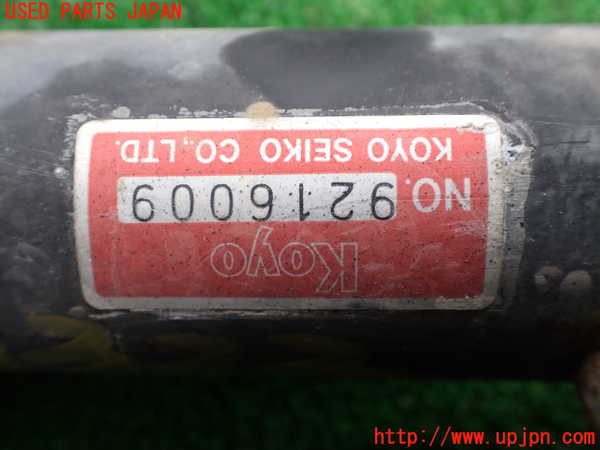 USED PARTS JAPAN
Koyo
NO. 9216009
KOYO SEIKO CO.,LTD.
http://www.upjpn.com/